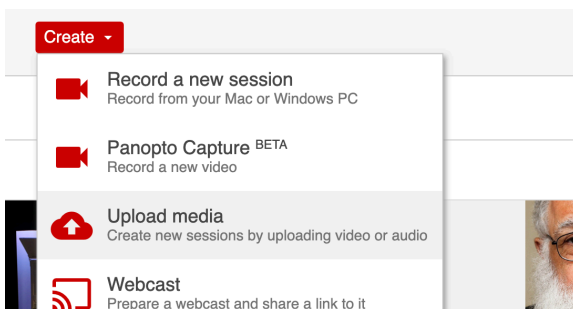 Create
Record a new session
Record from your Mac or Windows PC
Panopto Capture BETA
Record a new video
Upload media
Create new sessions by uploading video or audio
Webcast
Prepare a webcast and share a link to it